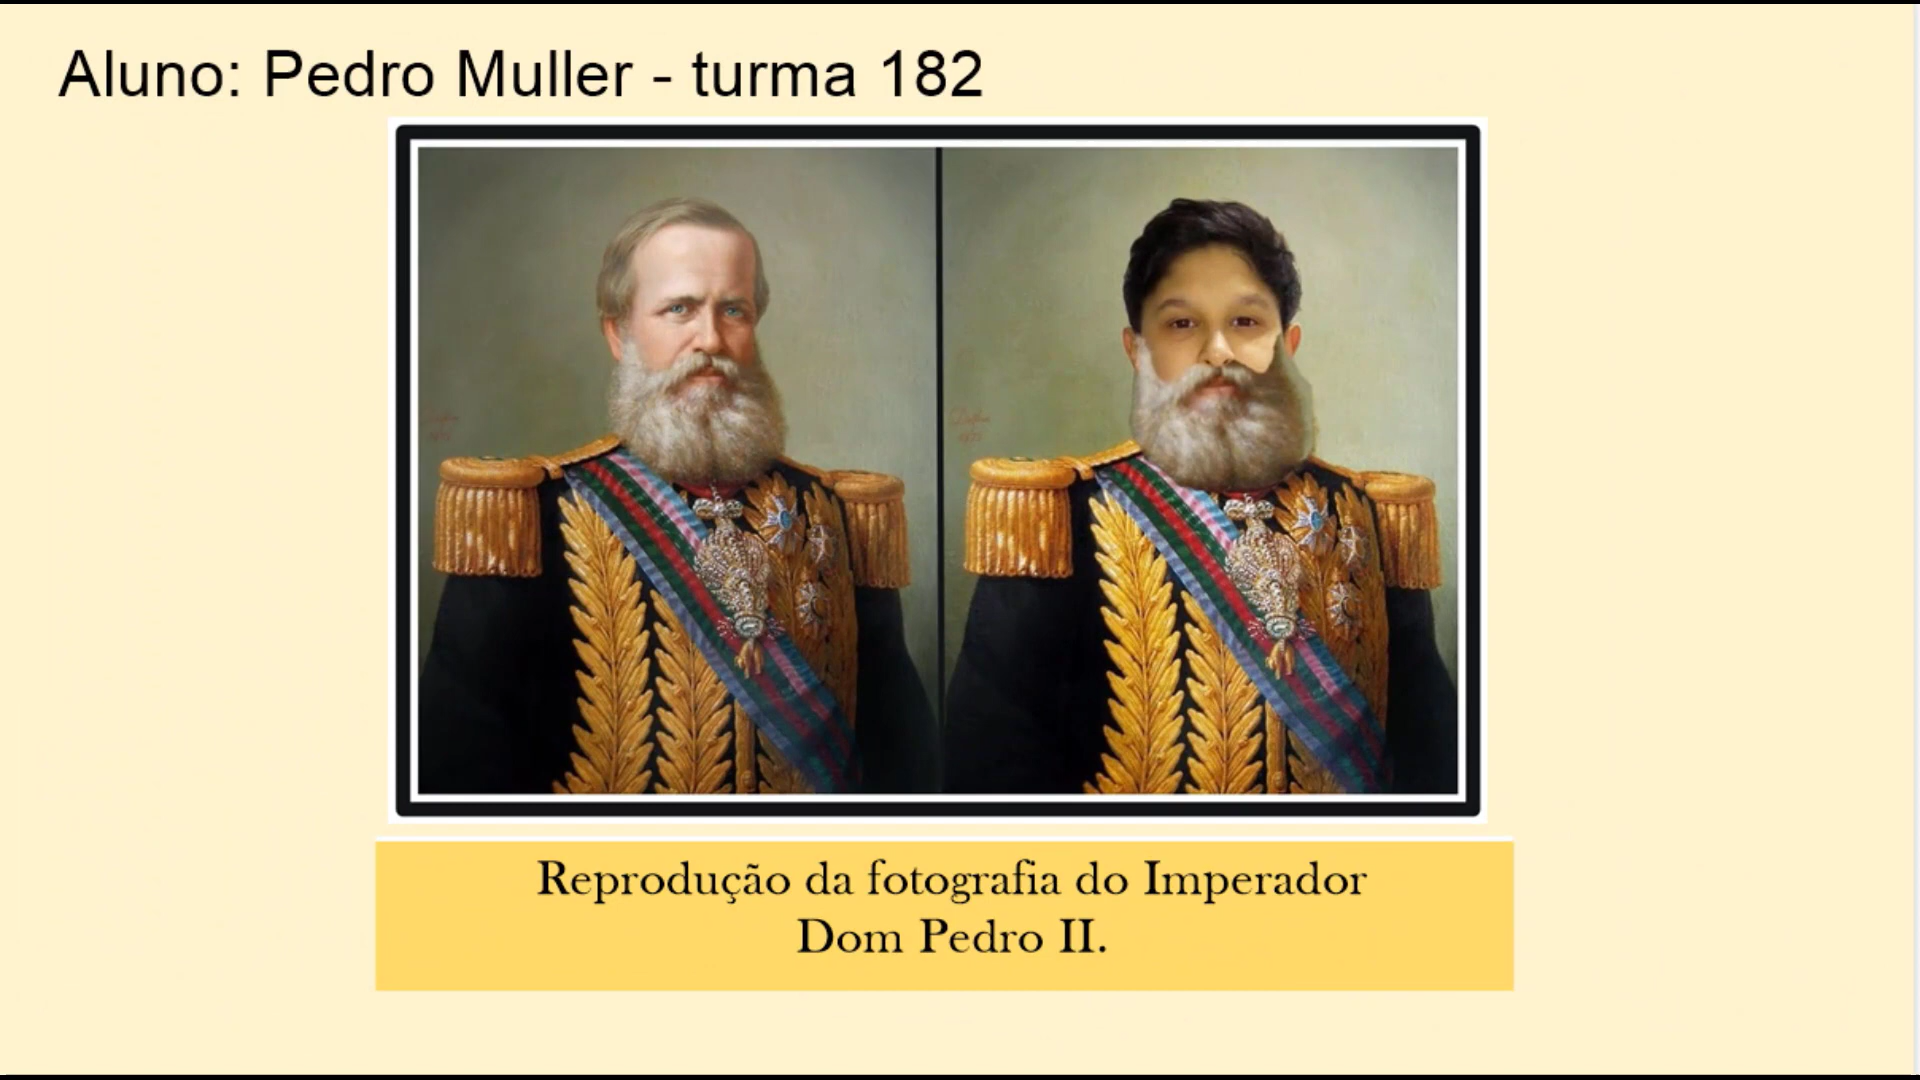 Aluno: Pedro Muller - turma 182
Reprodução da fotografia do Imperador
Dom Pedro II.